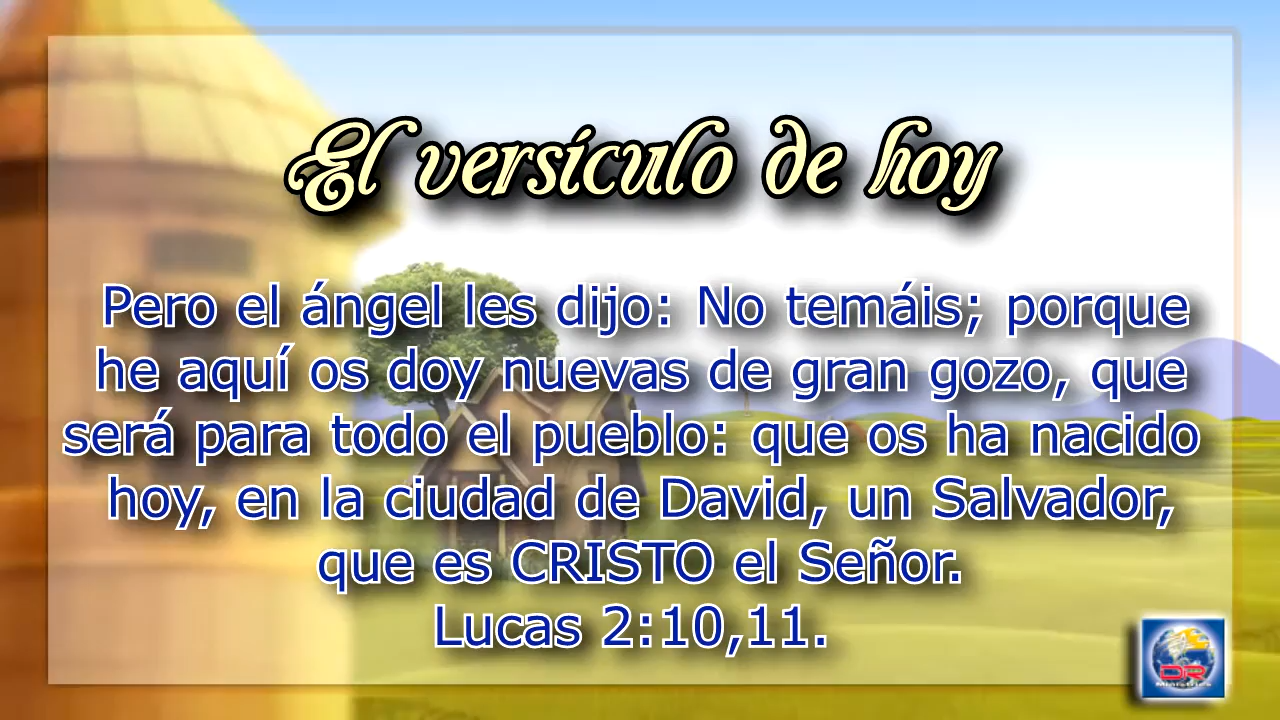 El versículo de hoy
Pero el ángel les dijo: No temáis; porque
he aquí os doy nuevas de gran gozo, que
será para todo el pueblo: que os ha nacido
hoy, en la ciudad de David, un Salvador,
que es CRISTO el Señor.
Lucas 2:10,11.
DR
Ministries